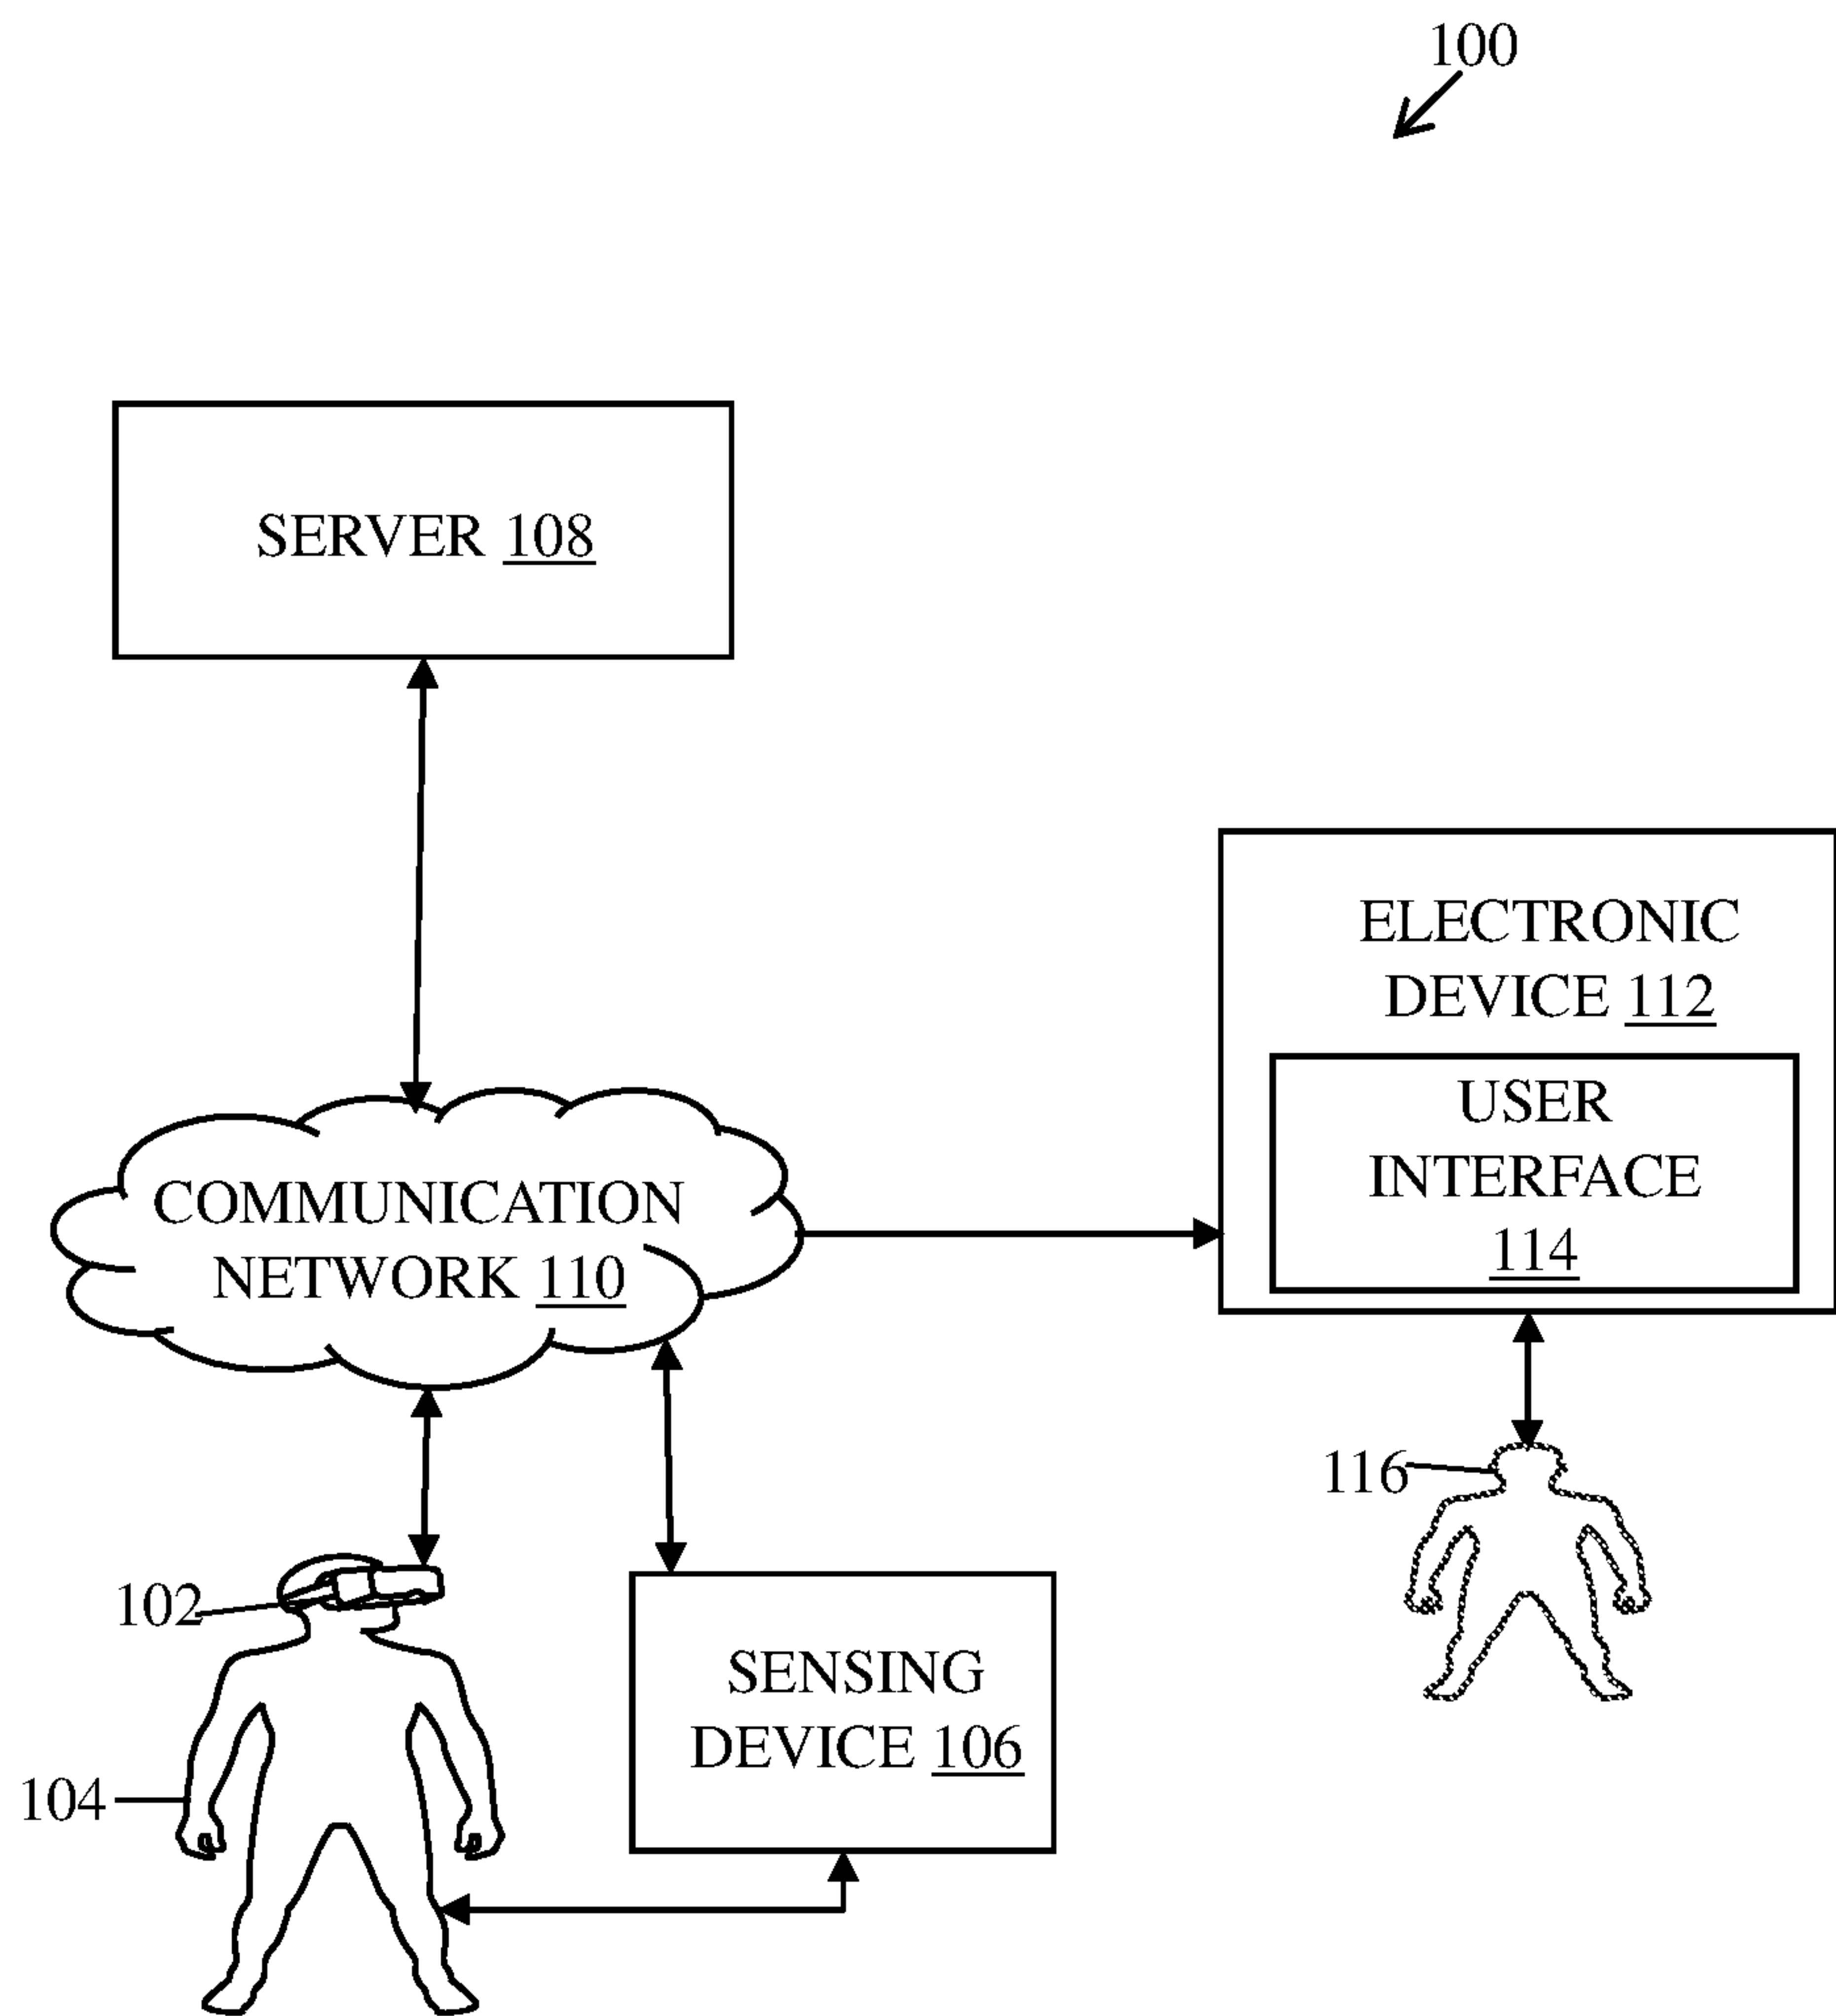 100
SERVER 108
ELECTRONIC
DEVICE 112
USER
INTERFACE
114
COMMUNICATION
NETWORK 110
116
102
SENSING
DEVICE 106
104